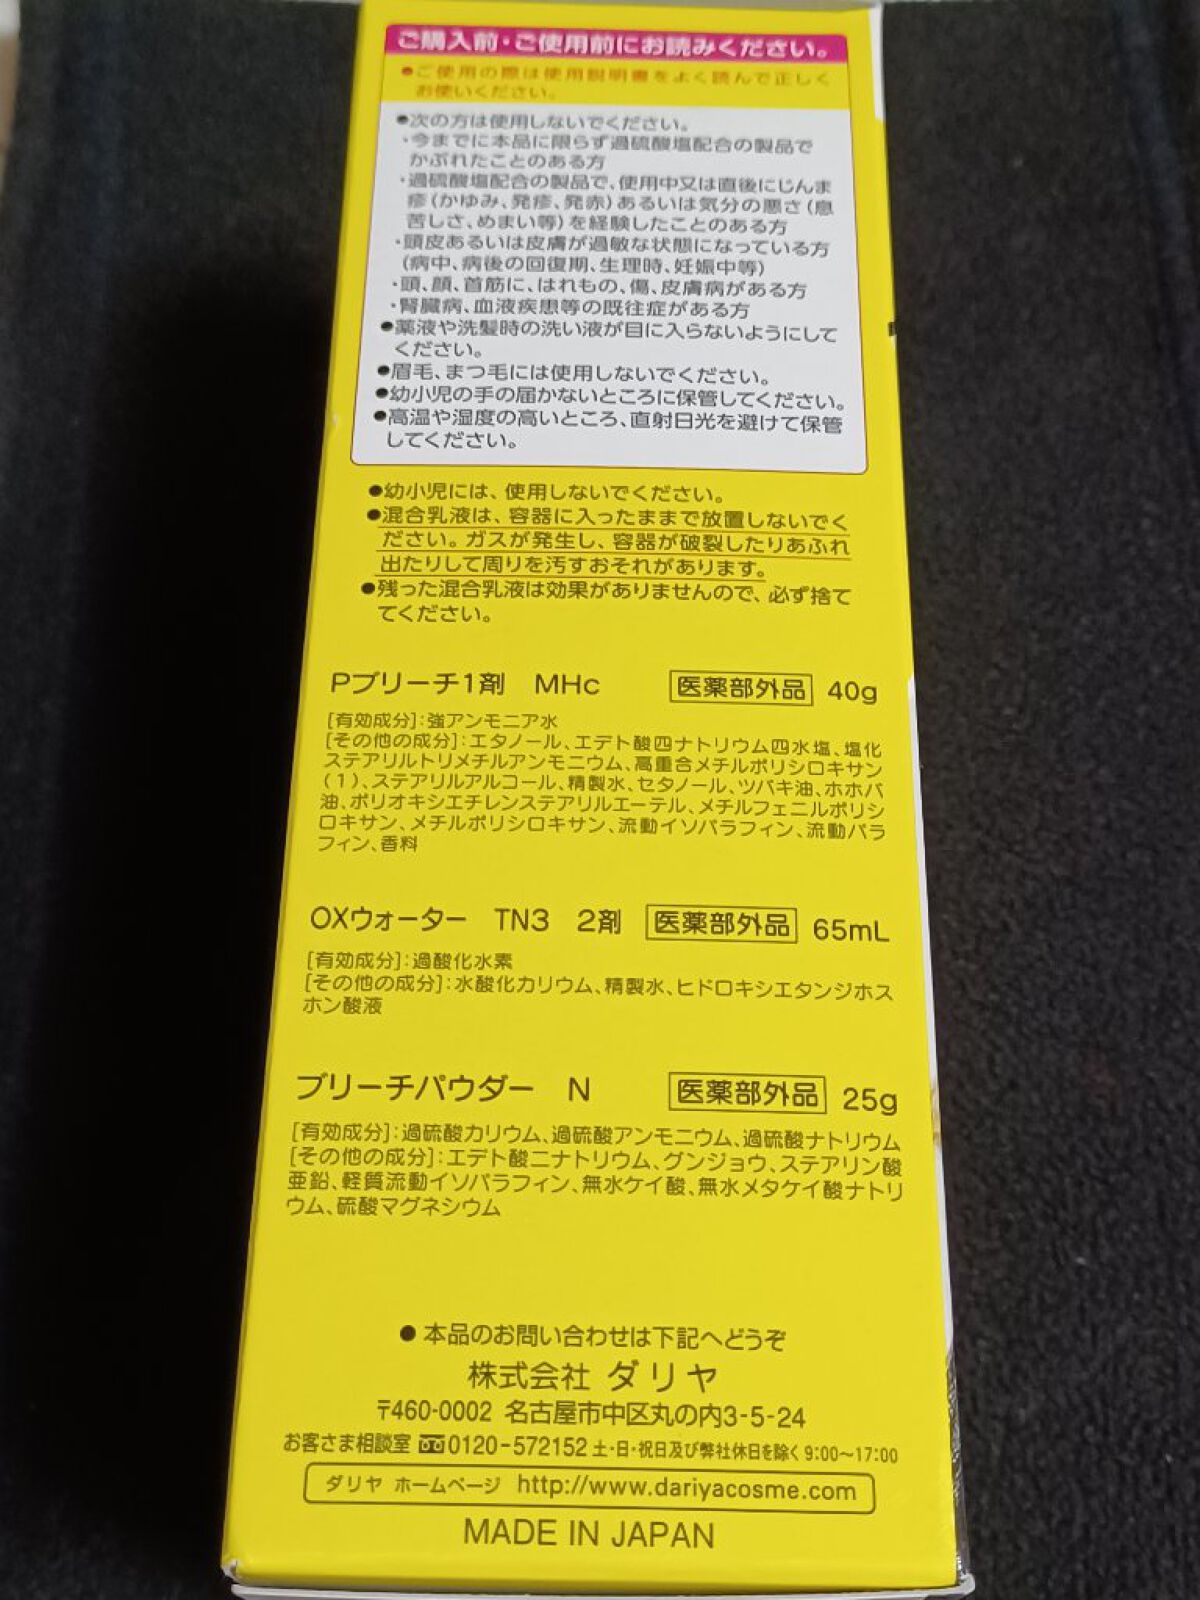 ご購入前・ご使用前にお読みください。
●ご使用の際は使用説明書をよく読んで正しく
お使いください。
●次の方は使用しないでください。
・今までに本品に限らず過硫酸塩配合の製品で
かぶれたことのある方
・過硫酸塩配合の製品で、使用中又は直後にじんま
疹(かゆみ、発疹、発赤)あるいは気分の悪さ(息
苦しさ、めまい等)を経験したことのある方
・頭皮あるいは皮膚が過敏な状態になっている方
(病中、病後の回復期、生理時、妊娠中等)
・頭、顔、首筋に、はれもの、傷、皮膚病がある方
・腎臓病、血液疾患等の既往症がある方
●薬液や洗髪時の洗い液が目に入らないようにして
ください。
●眉毛、まつ毛には使用しないでください。
●幼小児の手の届かないところに保管してください。
●高温や湿度の高いところ、直射日光を避けて保管
してください。
●幼小児には、使用しないでください。
●混合乳液は、容器に入ったままで放置しないでく
ださい。ガスが発生し、容器が破裂したりあふれ
出たりして周りを汚すおそれがあります。
●残った混合乳液は効果がありませんので、必ず捨て
てください。
Pブリーチ1剤 MHc 医薬部外品 40g
[有効成分]:強アンモニア水
[その他の成分]:エタノール、エデト酸四ナトリウム四水塩、塩化
ステアリルトリメチルアンモニウム、高重合メチルポリシロキサン
(1)、ステアリルアルコール、精製水、セタノール、ツバキ油、ホホバ
油、ポリオキシエチレンステアリルエーテル、メチルフェニルポリシ
ロキサン、メチルポリシロキサン、流動イソパラフィン、流動パラ
フィン、香料
OXウォーター TN3 2剤 医薬部外品 65mL
[有効成分]:過酸化水素
[その他の成分]:水酸化カリウム、精製水、ヒドロキシエタンジホス
ホン酸液
ブリーチパウダー N 医薬部外品 25g
[有効成分]:過硫酸カリウム、過硫酸アンモニウム、過硫酸ナトリウム
[その他の成分]:エデト酸二ナトリウム、グンジョウ、ステアリン酸
亜鉛、軽質流動イソパラフィン、無水ケイ酸、無水メタケイ酸ナトリ
ウム、硫酸マグネシウム
●本品のお問い合わせは下記へどうぞ
株式会社 ダリヤ
〒460-0002 名古屋市中区丸の内3-5-24
お客さま相談室 0120-572152 土・日・祝日及び弊社休日を除く 9:00〜17:00
ダリヤ ホームページ http://www.dariyacosme.com
MADE IN JAPAN